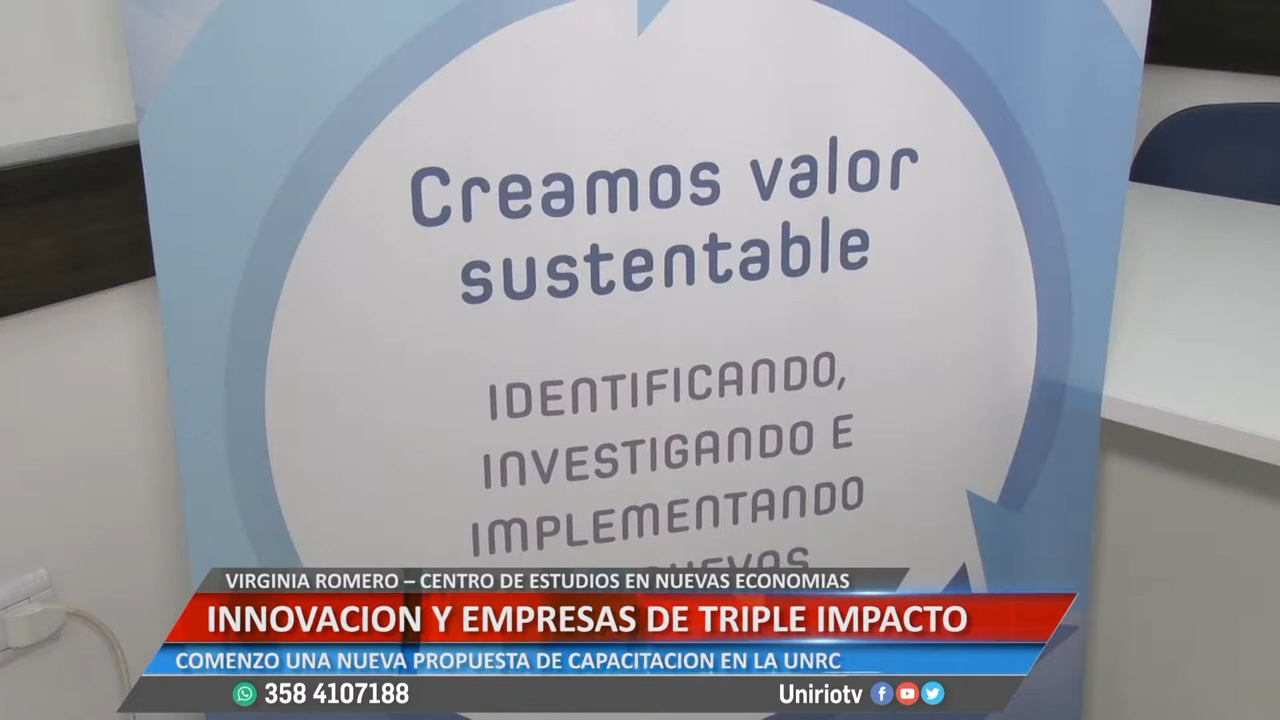 Creamos valor
sustentable
IDENTIFICANDO,
INVESTIGANDO E
IMPLEMENTANDO
NUEVAS
VIRGINIA ROMERO – CENTRO DE ESTUDIOS EN NUEVAS ECONOMIAS
INNOVACION Y EMPRESAS DE TRIPLE IMPACTO
COMENZO UNA NUEVA PROPUESTA DE CAPACITACION EN LA UNRC
358 4107188
Uniriotv